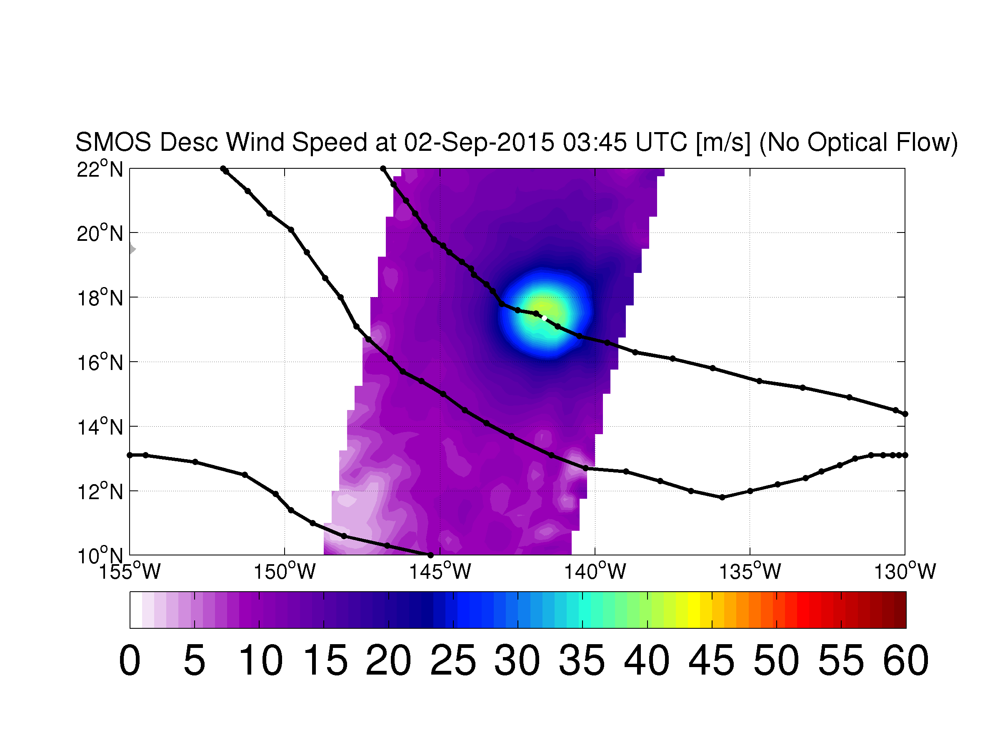 SMOS Desc Wind Speed at 02-Sep-2015 03:45 UTC [m/s] (No Optical Flow)
22°N
20°N
18°N
16°N
14°N
12°N
10°N
155°W 150°W 145°W 140°W 135°W 130°W
0 5 10 15 20 25 30 35 40 45 50 55 60